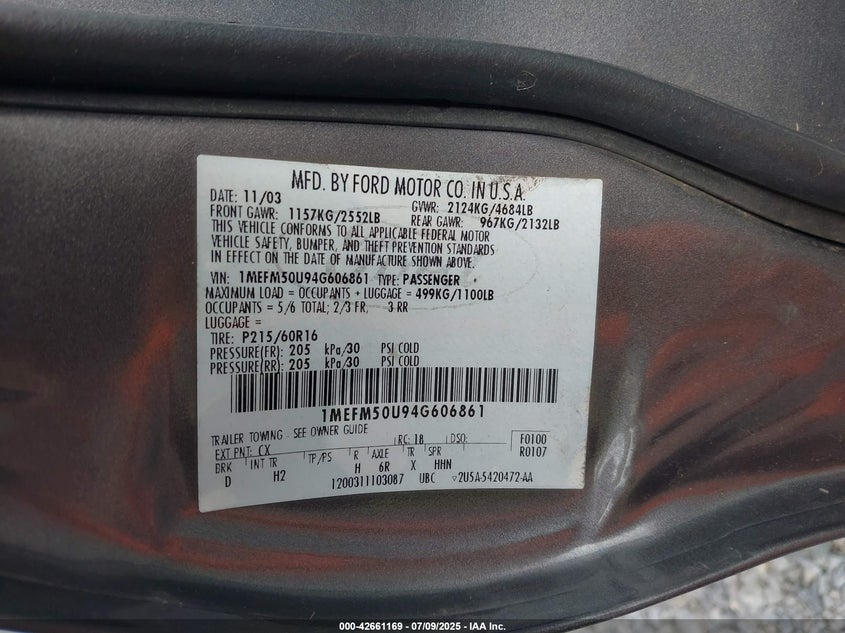 MFD. BY FORD MOTOR CO. IN U.S.A.
DATE: 11/03 GVWR: 2124KG/4684LB
FRONT GAWR: 1157KG/2552LB REAR GAWR: 967KG/2132LB
THIS VEHICLE CONFORMS TO ALL APPLICABLE FEDERAL MOTOR
VEHICLE SAFETY, BUMPER, AND THEFT PREVENTION STANDARDS
IN EFFECT ON THE DATE OF MANUFACTURE SHOWN ABOVE.
VIN: 1MEFM50U94G606861 TYPE: PASSENGER
MAXIMUM LOAD = OCCUPANTS + LUGGAGE = 499KG/1100LB
OCCUPANTS = 5/6 TOTAL; 2/3 FR, 3 RR
LUGGAGE =
TIRE: P215/60R16
PRESSURE(FR): 205 kPa/30 PSI COLD
PRESSURE(RR): 205 kPa/30 PSI COLD
1MEFM50U94G606861
TRAILER TOWING - SEE OWNER GUIDE
EXT PNT: CX RC: 18 DSO: F0100
BRK INT TR TP/PS R AXLE TR SPR R0107
D H2 H 6R X HHN
1200311103087 UBC 2U5A-5420472-AA
000-42661169 | 07/09/2025 - IAA Inc.